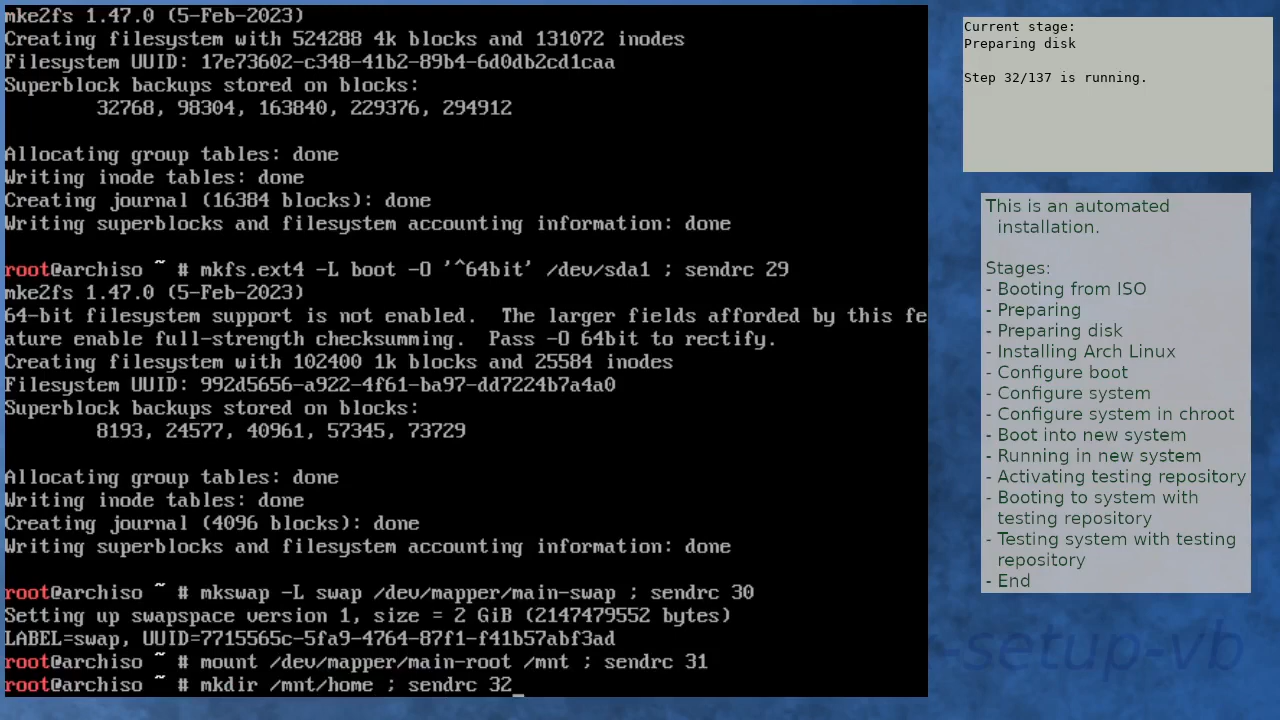 mke2fs 1.47.0 (5-Feb-2023)
Creating filesystem with 524288 4k blocks and 131072 inodes
Filesystem UUID: 17e73602-c348-41b2-89b4-6d0db2cd1caa
Superblock backups stored on blocks:
        32768, 98304, 163840, 229376, 294912

Allocating group tables: done
Writing inode tables: done
Creating journal (16384 blocks): done
Writing superblocks and filesystem accounting information: done

root@archiso ~ # mkfs.ext4 -L boot -O '^64bit' /dev/sda1 ; sendrc 29
mke2fs 1.47.0 (5-Feb-2023)
64-bit filesystem support is not enabled.  The larger fields afforded by this fe
ature enable full-strength checksumming.  Pass -O 64bit to rectify.
Creating filesystem with 102400 1k blocks and 25584 inodes
Filesystem UUID: 992d5656-a922-4f61-ba97-dd7224b7a4a0
Superblock backups stored on blocks:
        8193, 24577, 40961, 57345, 73729

Allocating group tables: done
Writing inode tables: done
Creating journal (4096 blocks): done
Writing superblocks and filesystem accounting information: done

root@archiso ~ # mkswap -L swap /dev/mapper/main-swap ; sendrc 30
Setting up swapspace version 1, size = 2 GiB (2147479552 bytes)
LABEL=swap, UUID=7715565c-5fa9-4764-87f1-f41b57abf3ad
root@archiso ~ # mount /dev/mapper/main-root /mnt ; sendrc 31
root@archiso ~ # mkdir /mnt/home ; sendrc 32_
Current stage:
Preparing disk

Step 32/137 is running.
This is an automated
installation.

Stages:
- Booting from ISO
- Preparing
- Preparing disk
- Installing Arch Linux
- Configure boot
- Configure system
- Configure system in chroot
- Boot into new system
- Running in new system
- Activating testing repository
- Booting to system with
testing repository
- Testing system with testing
repository
- End
-setup-vb